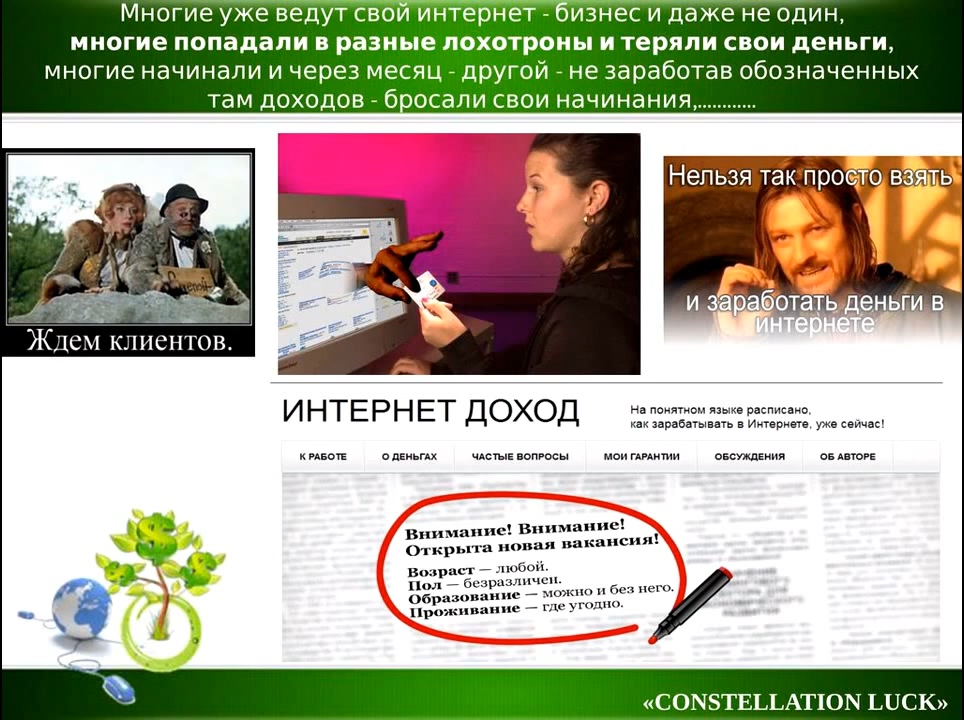 Многие уже ведут свой интернет - бизнес и даже не один,
многие попадали в разные лохотроны и теряли свои деньги,
многие начинали и через месяц - другой - не заработав обозначенных
там доходов - бросали свои начинания,............
Ждем клиентов.
Нельзя так просто взять
и заработать деньги в
интернете
ИНТЕРНЕТ ДОХОД
На понятном языке расписано,
как зарабатывать в Интернете, уже сейчас!
К РАБОТЕ О ДЕНЬГАХ ЧАСТЫЕ ВОПРОСЫ МОИ ГАРАНТИИ ОБСУЖДЕНИЯ ОБ АВТОРЕ
Внимание! Внимание!
Открыта новая вакансия!
Возраст — любой.
Пол — безразличен.
Образование — можно и без него.
Проживание — где угодно.
«CONSTELLATION LUCK»